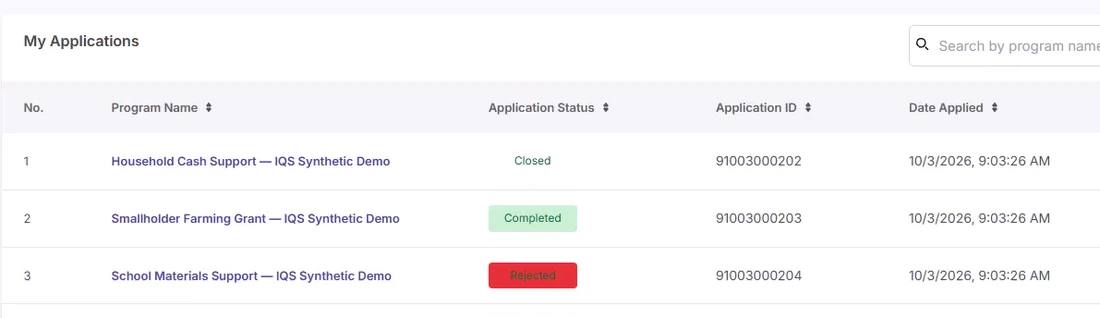 My Applications
Search by program name
No. Program Name Application Status Application ID Date Applied
1 Household Cash Support — IQS Synthetic Demo Closed 91003000202 10/3/2026, 9:03:26 AM
2 Smallholder Farming Grant — IQS Synthetic Demo Completed 91003000203 10/3/2026, 9:03:26 AM
3 School Materials Support — IQS Synthetic Demo Rejected 91003000204 10/3/2026, 9:03:26 AM